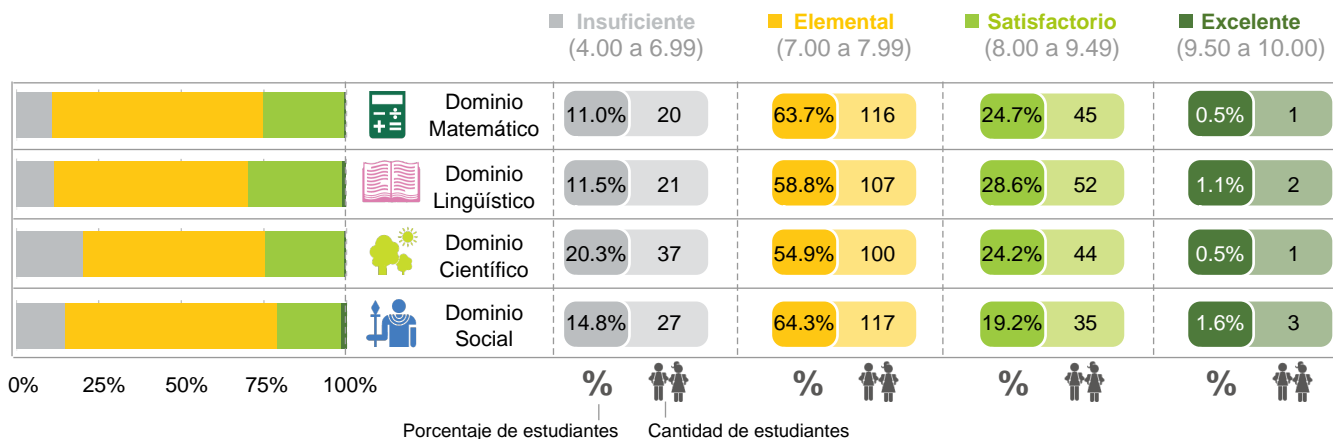 Insuficiente Elemental Satisfactorio Excelente
(4.00 a 6.99) (7.00 a 7.99) (8.00 a 9.49) (9.50 a 10.00)
Dominio
Matemático
11.0% 20 63.7% 116 24.7% 45 0.5% 1
Dominio
Lingüístico
11.5% 21 58.8% 107 28.6% 52 1.1% 2
Dominio
Científico
20.3% 37 54.9% 100 24.2% 44 0.5% 1
Dominio
Social
14.8% 27 64.3% 117 19.2% 35 1.6% 3
0% 25% 50% 75% 100% % % % %
Porcentaje de estudiantes Cantidad de estudiantes